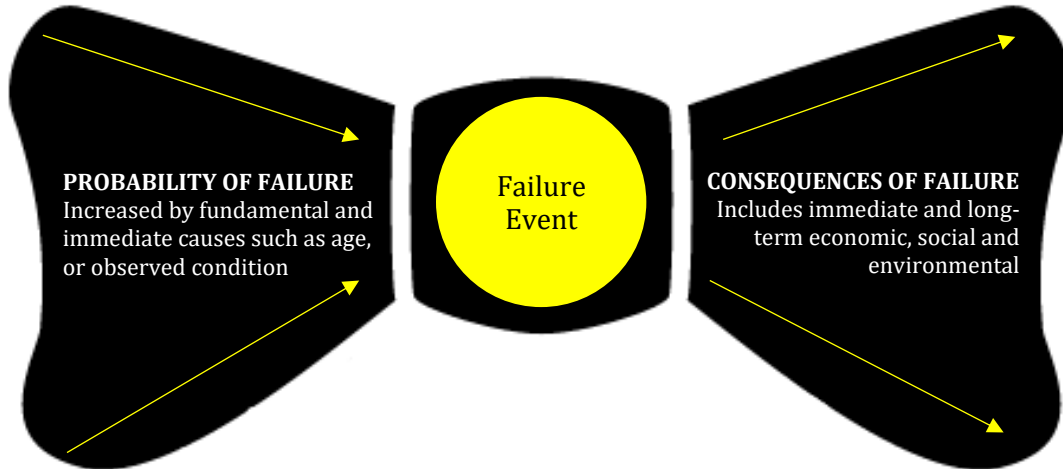 PROBABILITY OF FAILURE
Increased by fundamental and
immediate causes such as age,
or observed condition
Failure
Event
CONSEQUENCES OF FAILURE
Includes immediate and long-
term economic, social and
environmental